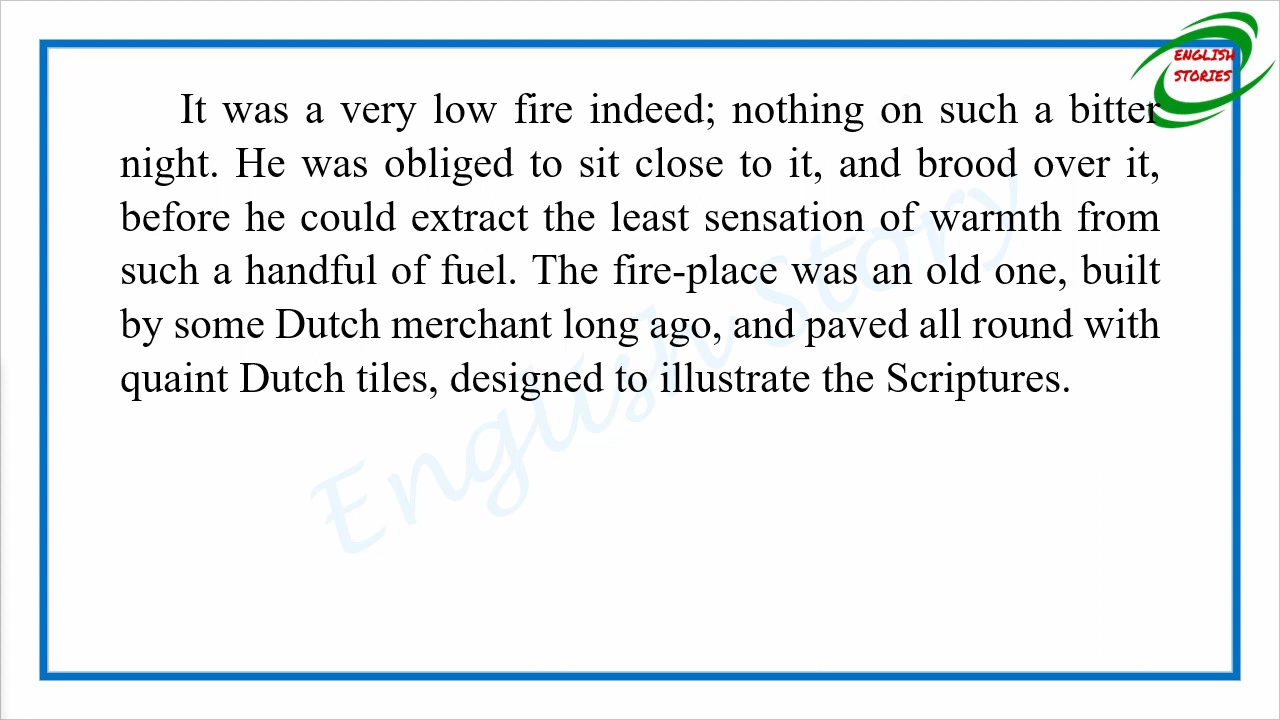 ENGLISH
STORIES
It was a very low fire indeed; nothing on such a bitter
night. He was obliged to sit close to it, and brood over it,
before he could extract the least sensation of warmth from
such a handful of fuel. The fire-place was an old one, built
by some Dutch merchant long ago, and paved all round with
quaint Dutch tiles, designed to illustrate the Scriptures.
English Story